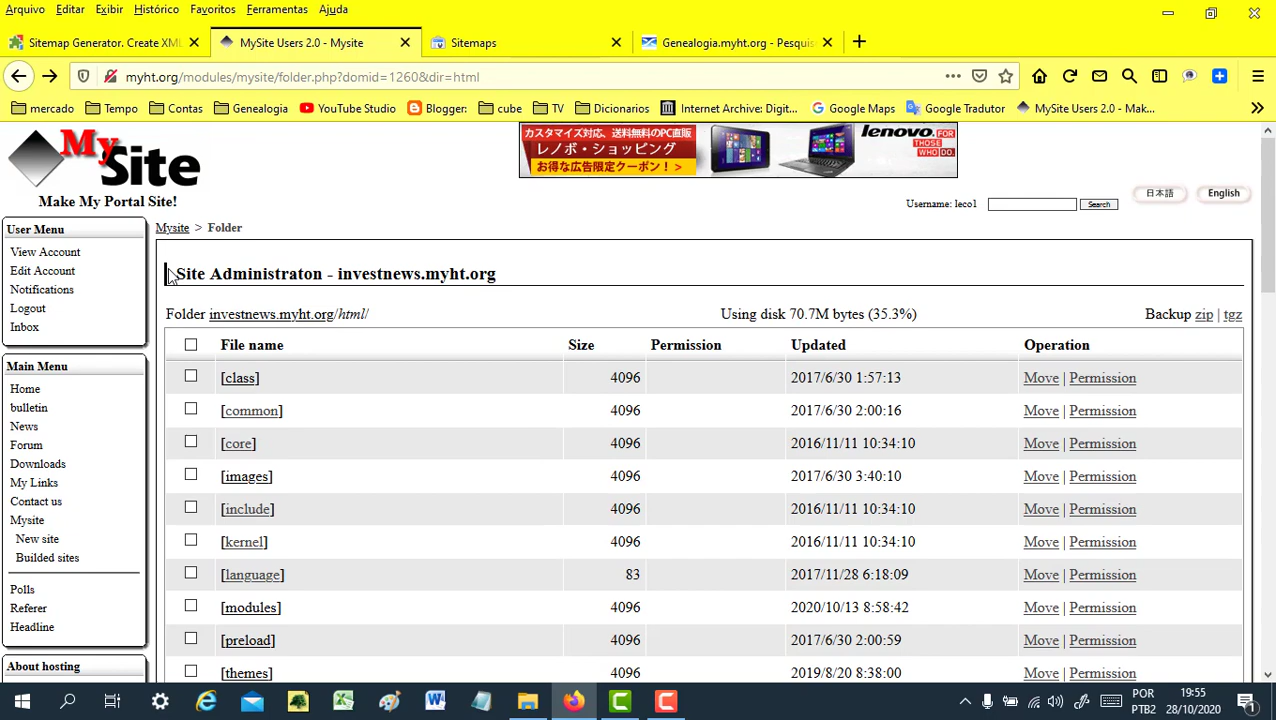 Arquivo Editar Exibir Histórico Favoritos Ferramentas Ajuda
Sitemap Generator. Create XML
MySite Users 2.0 - Mysite
Sitemaps
Genealogia.myht.org - Pesquis
myht.org/modules/mysite/folder.php?domid=1260&dir=html
mercado Tempo Contas Genealogia YouTube Studio Blogger: cube TV Dicionarios Internet Archive: Digit... Google Maps Google Tradutor MySite Users 2.0 - Mak...
My Site
Make My Portal Site!
カスタマイズ対応、送料無料のPC直販
レノボ・ショッピング
お得な広告限定クーポン! >
lenovo FOR THOSE WHO DO.
Username: leco1 Search
日本語 English
User Menu
View Account
Edit Account
Notifications
Logout
Inbox
Main Menu
Home
bulletin
News
Forum
Downloads
My Links
Contact us
Mysite
New site
Builded sites
Polls
Referer
Headline
About hosting
Mysite > Folder
Site Administraton - investnews.myht.org
Folder investnews.myht.org/html/ Using disk 70.7M bytes (35.3%) Backup zip | tgz
File name Size Permission Updated Operation
[class] 4096 2017/6/30 1:57:13 Move | Permission
[common] 4096 2017/6/30 2:00:16 Move | Permission
[core] 4096 2016/11/11 10:34:10 Move | Permission
[images] 4096 2017/6/30 3:40:10 Move | Permission
[include] 4096 2016/11/11 10:34:10 Move | Permission
[kernel] 4096 2016/11/11 10:34:10 Move | Permission
[language] 83 2017/11/28 6:18:09 Move | Permission
[modules] 4096 2020/10/13 8:58:42 Move | Permission
[preload] 4096 2017/6/30 2:00:59 Move | Permission
[themes] 4096 2019/8/20 8:38:00 Move | Permission
POR
PTB2
19:55
28/10/2020
1